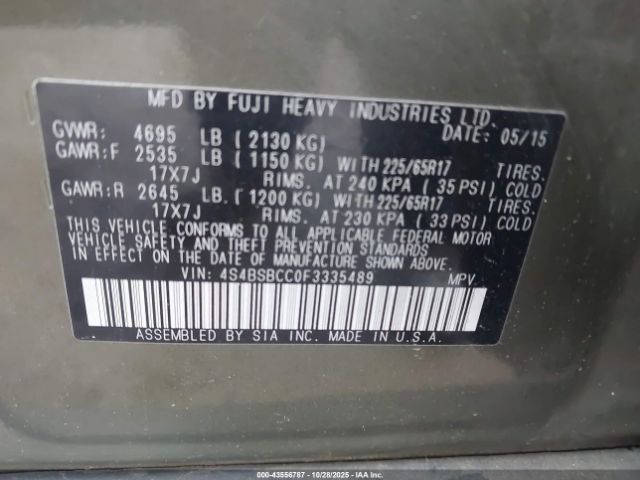 MFD BY FUJI HEAVY INDUSTRIES LTD.
GVWR: 4695 LB ( 2130 KG) DATE: 05/15
GAWR:F 2535 LB ( 1150 KG) WITH 225/65R17 TIRES.
17X7J RIMS. AT 240 KPA ( 35 PSI) COLD
GAWR:R 2645 LB. ( 1200 KG) WITH 225/65R17 TIRES.
17X7J RIMS. AT 230 KPA ( 33 PSI) COLD
THIS VEHICLE CONFORMS TO ALL APPLICABLE FEDERAL MOTOR
VEHICLE SAFETY AND THEFT PREVENTION STANDARDS
IN EFFECT ON THE DATE OF MANUFACTURE SHOWN ABOVE.
VIN: 4S4BSBCC0F3335489 MPV.
ASSEMBLED BY SIA INC. MADE IN U.S.A.
000-43556787 - 10/28/2025 - IAA